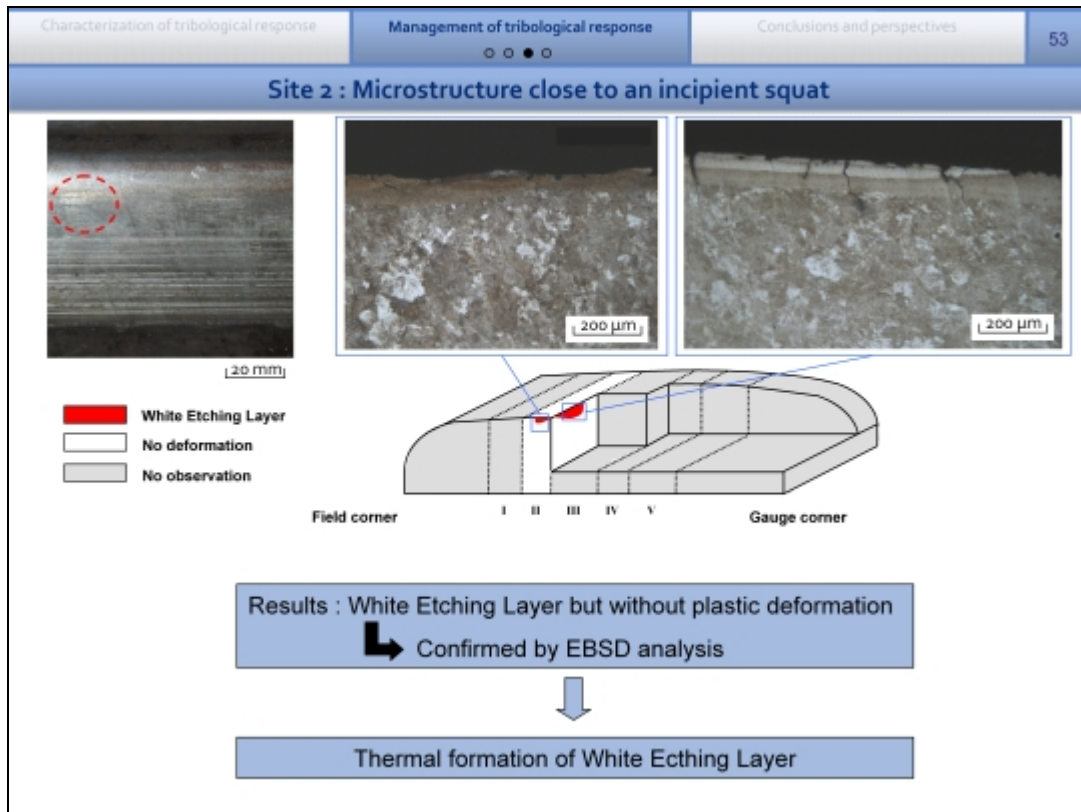 Characterization of tribological response
Management of tribological response
Conclusions and perspectives
53
Site 2 : Microstructure close to an incipient squat
200 µm
200 µm
20 mm
White Etching Layer
No deformation
No observation
Field corner
I II III IV V
Gauge corner
Results : White Etching Layer but without plastic deformation
Confirmed by EBSD analysis
Thermal formation of White Ecthing Layer